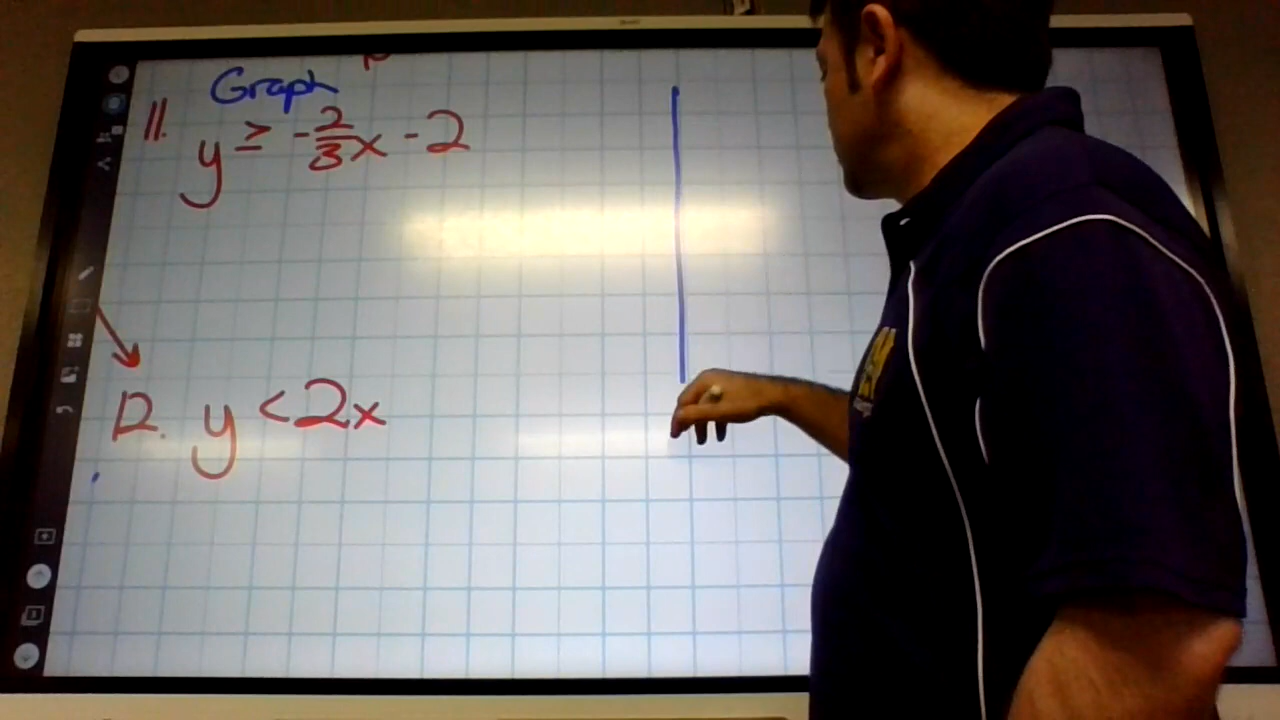 Graph
11. y ≥ -2/3x - 2
12. y < 2x